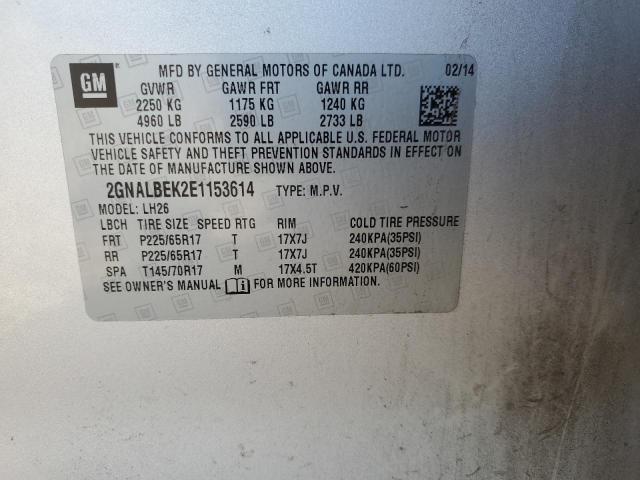 GM
MFD BY GENERAL MOTORS OF CANADA LTD. 02/14
GVWR GAWR FRT GAWR RR
2250 KG 1175 KG 1240 KG
4960 LB 2590 LB 2733 LB
THIS VEHICLE CONFORMS TO ALL APPLICABLE U.S. FEDERAL MOTOR
VEHICLE SAFETY AND THEFT PREVENTION STANDARDS IN EFFECT ON
THE DATE OF MANUFACTURE SHOWN ABOVE.
2GNALBEK2E1153614 TYPE: M.P.V.
MODEL: LH26
LBCH TIRE SIZE SPEED RTG RIM COLD TIRE PRESSURE
FRT P225/65R17 T 17X7J 240KPA(35PSI)
RR P225/65R17 T 17X7J 240KPA(35PSI)
SPA T145/70R17 M 17X4.5T 420KPA(60PSI)
SEE OWNER'S MANUAL FOR MORE INFORMATION.